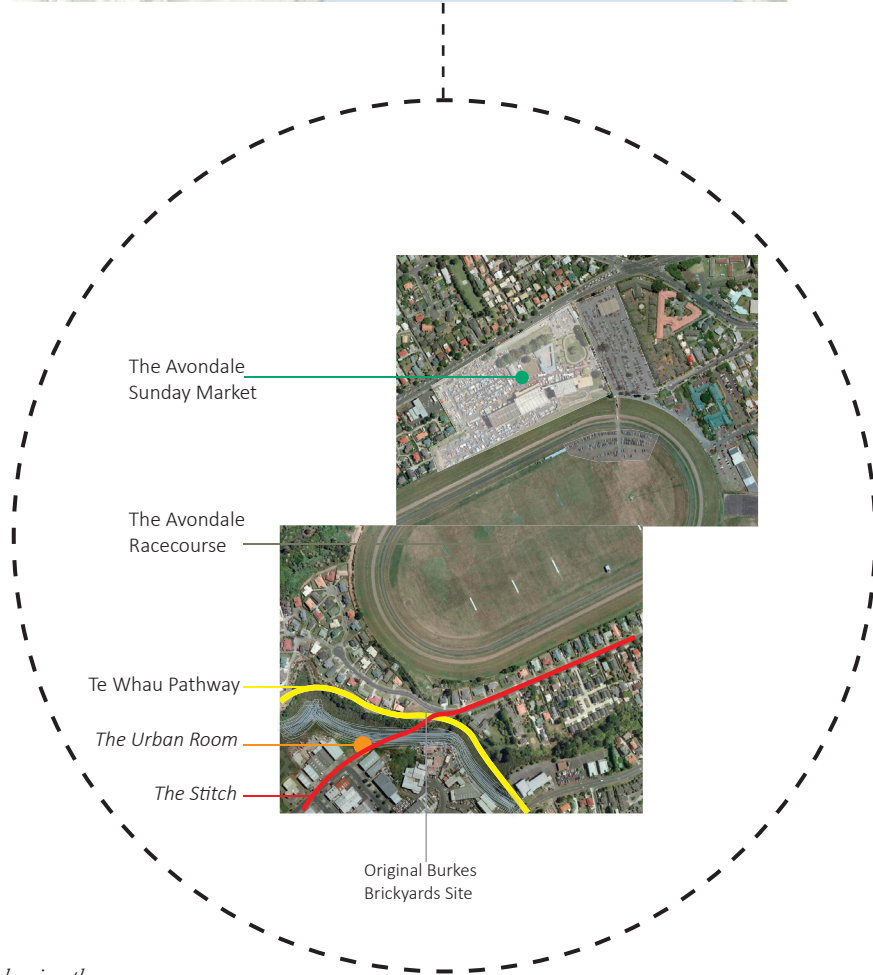 The Avondale
Sunday Market
The Avondale
Racecourse
Te Whau Pathway
The Urban Room
The Stitch
Original Burkes
Brickyards Site